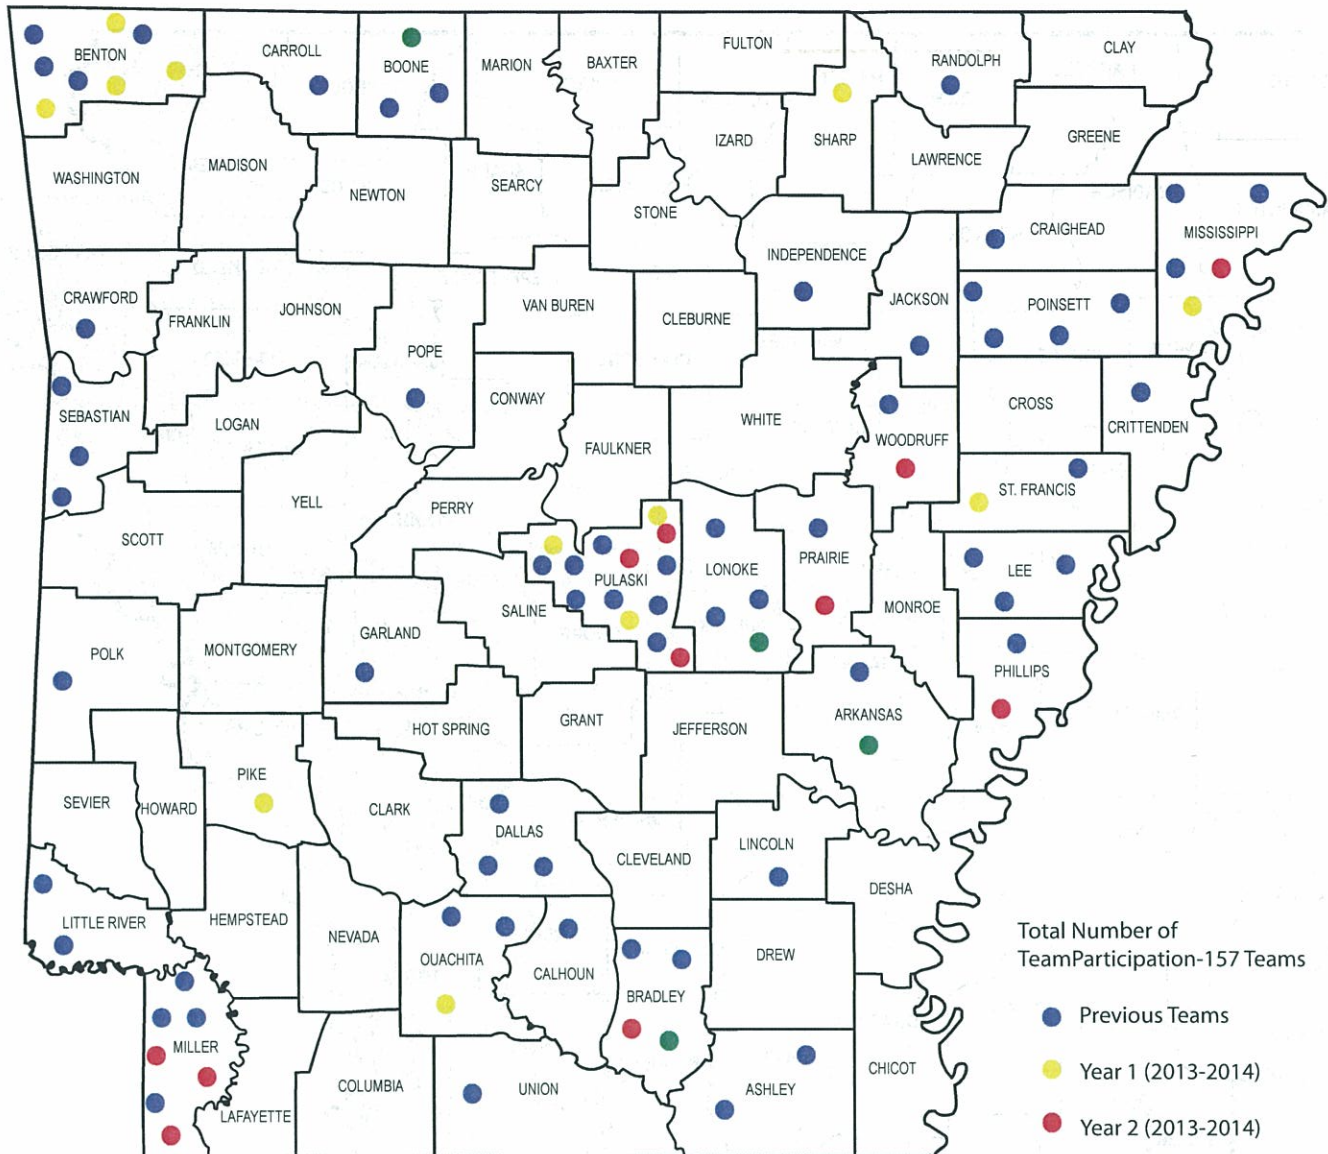 BENTON
CARROLL
BOONE
MARION
BAXTER
FULTON
RANDOLPH
CLAY
IZARD
SHARP
LAWRENCE
GREENE
WASHINGTON
MADISON
NEWTON
SEARCY
STONE
INDEPENDENCE
CRAIGHEAD
MISSISSIPPI
CRAWFORD
FRANKLIN
JOHNSON
POPE
VAN BUREN
CLEBURNE
JACKSON
POINSETT
SEBASTIAN
LOGAN
CONWAY
FAULKNER
WHITE
WOODRUFF
CROSS
CRITTENDEN
ST. FRANCIS
SCOTT
YELL
PERRY
PULASKI
LONOKE
PRAIRIE
MONROE
LEE
POLK
MONTGOMERY
GARLAND
SALINE
PHILLIPS
HOT SPRING
GRANT
JEFFERSON
ARKANSAS
SEVIER
HOWARD
PIKE
CLARK
DALLAS
CLEVELAND
LINCOLN
DESHA
LITTLE RIVER
HEMPSTEAD
NEVADA
OUACHITA
CALHOUN
BRADLEY
DREW
MILLER
LAFAYETTE
COLUMBIA
UNION
ASHLEY
CHICOT
Total Number of
TeamParticipation-157 Teams
Previous Teams
Year 1 (2013-2014)
Year 2 (2013-2014)